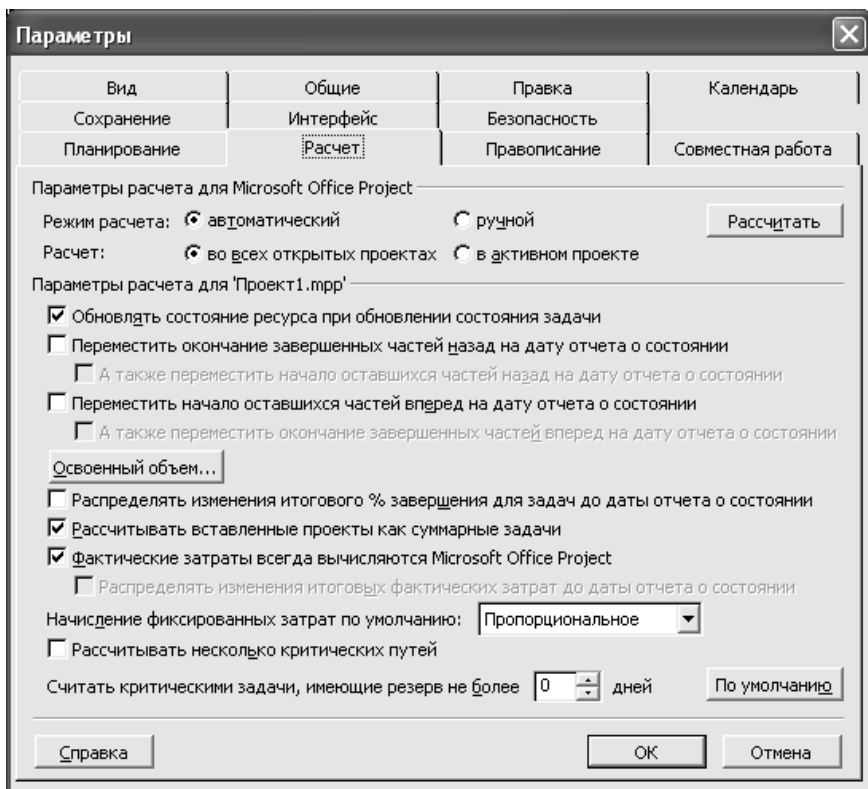 Параметры
Вид Общие Правка Календарь
Сохранение Интерфейс Безопасность
Планирование Расчет Правописание Совместная работа
Параметры расчета для Microsoft Office Project
Режим расчета: автоматический ручной Рассчитать
Расчет: во всех открытых проектах в активном проекте
Параметры расчета для 'Проект1.mpp'
Обновлять состояние ресурса при обновлении состояния задачи
Переместить окончание завершенных частей назад на дату отчета о состоянии
А также переместить начало оставшихся частей назад на дату отчета о состоянии
Переместить начало оставшихся частей вперед на дату отчета о состоянии
А также переместить окончание завершенных частей вперед на дату отчета о состоянии
Освоенный объем...
Распределять изменения итогового % завершения для задач до даты отчета о состоянии
Рассчитывать вставленные проекты как суммарные задачи
Фактические затраты всегда вычисляются Microsoft Office Project
Распределять изменения итоговых фактических затрат до даты отчета о состоянии
Начисление фиксированных затрат по умолчанию: Пропорциональное
Рассчитывать несколько критических путей
Считать критическими задачи, имеющие резерв не более 0 дней По умолчанию
Справка ОК Отмена